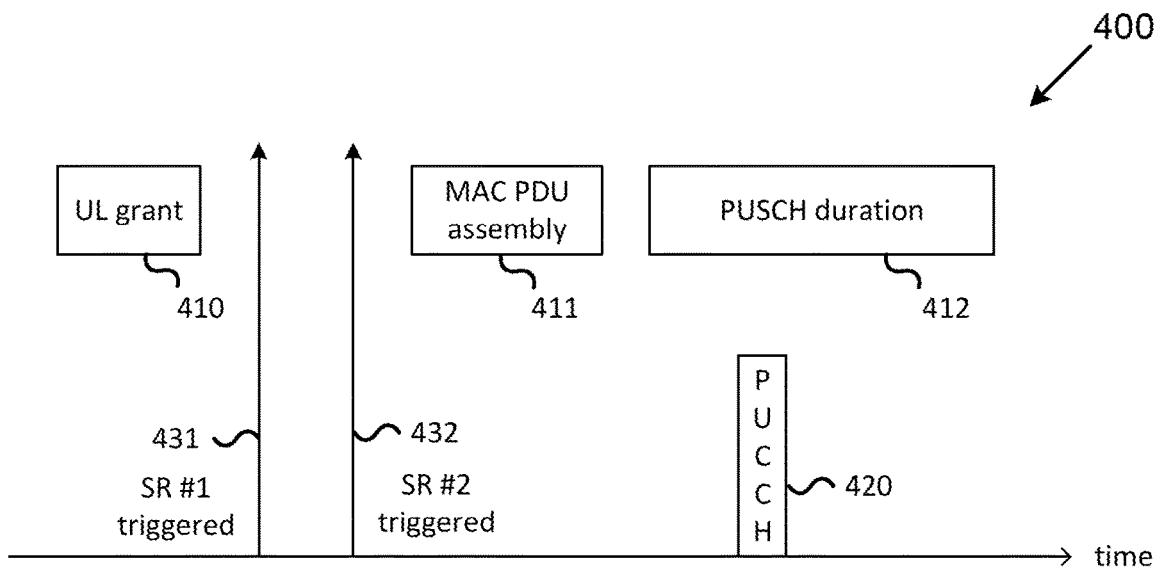 400
UL grant
MAC PDU
assembly
PUSCH duration
410
411
412
431
432
SR #1
triggered
SR #2
triggered
PUCCH
420
time